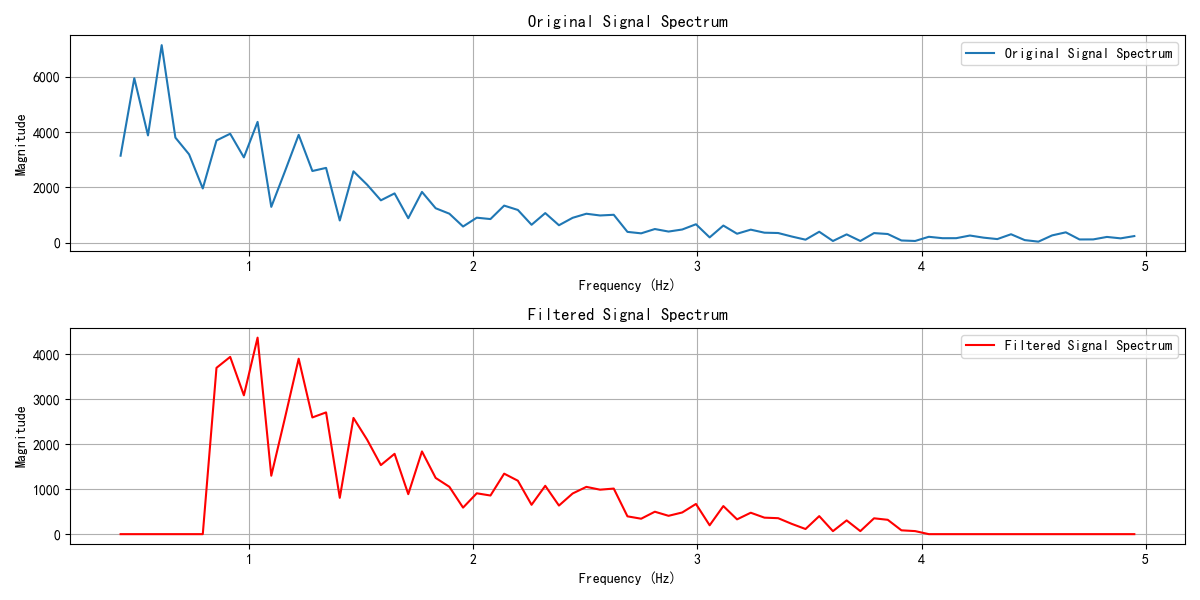 Original Signal Spectrum
Original Signal Spectrum
Magnitude
6000
4000
2000
0
1 2 3 4 5
Frequency (Hz)
Filtered Signal Spectrum
Filtered Signal Spectrum
Magnitude
4000
3000
2000
1000
0
1 2 3 4 5
Frequency (Hz)